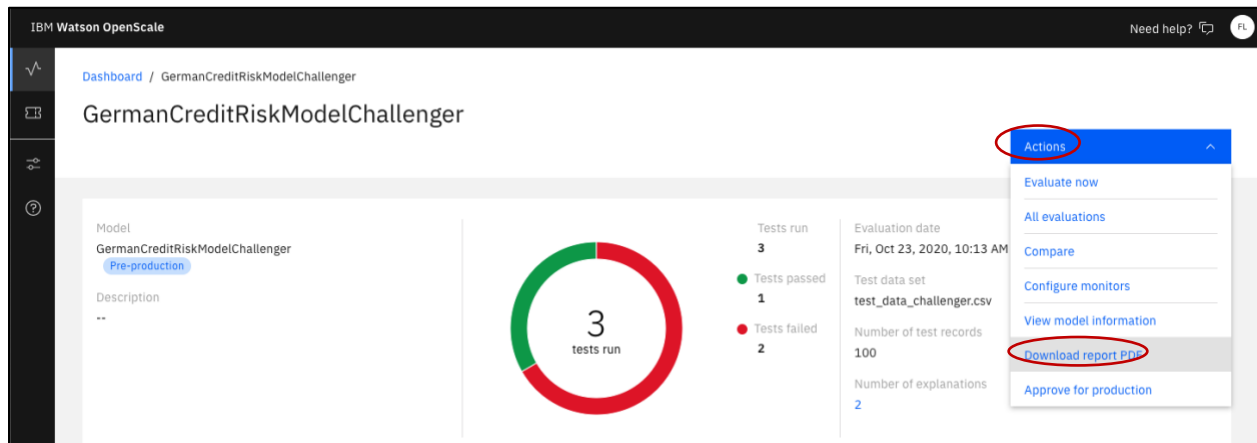 IBM Watson OpenScale
Need help?
FL
Dashboard / GermanCreditRiskModelChallenger
GermanCreditRiskModelChallenger
Actions
Evaluate now
All evaluations
Compare
Configure monitors
View model information
Download report PDF
Approve for production
Model
GermanCreditRiskModelChallenger
Pre-production
Description
--
3
tests run
Tests run
3
Tests passed
1
Tests failed
2
Evaluation date
Fri, Oct 23, 2020, 10:13 AM
Test data set
test_data_challenger.csv
Number of test records
100
Number of explanations
2